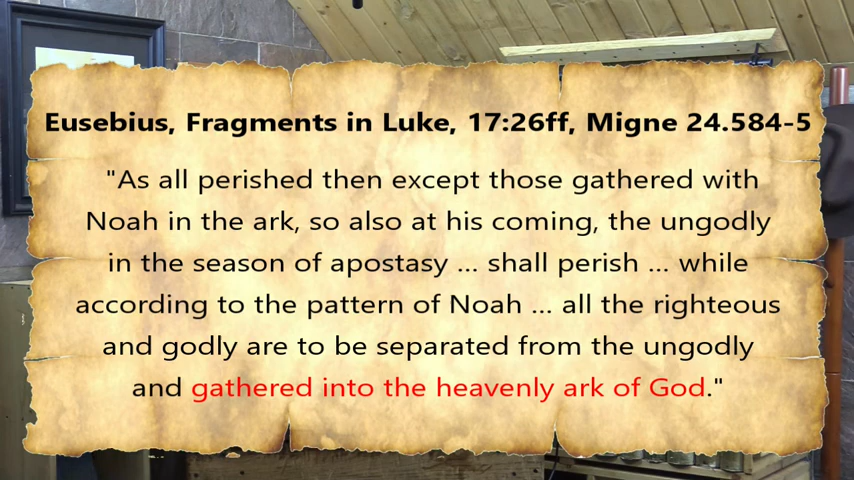 Eusebius, Fragments in Luke, 17:26ff, Migne 24.584-5
"As all perished then except those gathered with
Noah in the ark, so also at his coming, the ungodly
in the season of apostasy ... shall perish ... while
according to the pattern of Noah ... all the righteous
and godly are to be separated from the ungodly
and gathered into the heavenly ark of God."